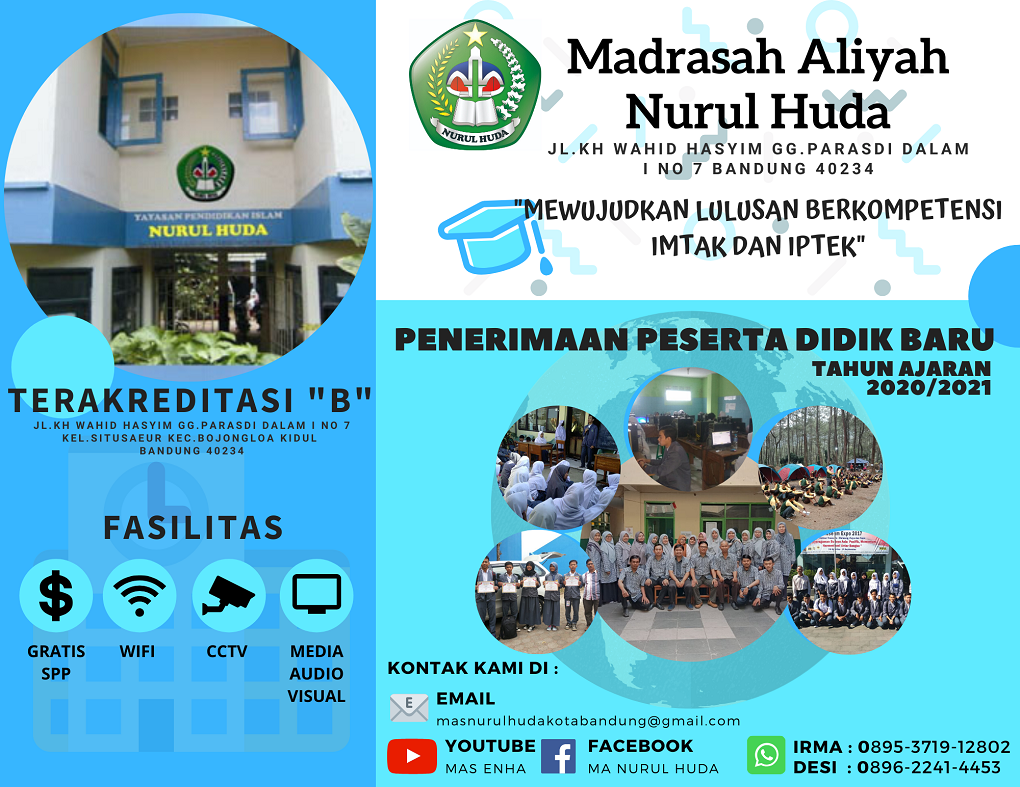 YAYASAN PENDIDIKAN ISLAM
NURUL HUDA
TERAKREDITASI "B"
JL.KH WAHID HASYIM GG.PARASDI DALAM I NO 7
KEL.SITUSAEUR KEC.BOJONGLOA KIDUL
BANDUNG 40234
FASILITAS
GRATIS SPP
WIFI
CCTV
MEDIA AUDIO VISUAL
NURUL HUDA
Madrasah Aliyah
Nurul Huda
JL.KH WAHID HASYIM GG.PARASDI DALAM
I NO 7 BANDUNG 40234
"MEWUJUDKAN LULUSAN BERKOMPETENSI
IMTAK DAN IPTEK"
PENERIMAAN PESERTA DIDIK BARU
TAHUN AJARAN
2020/2021
Expo 2017
KONTAK KAMI DI :
EMAIL
masnurulhudakotabandung@gmail.com
YOUTUBE
MAS ENHA
FACEBOOK
MA NURUL HUDA
IRMA : 0895-3719-12802
DESI : 0896-2241-4453